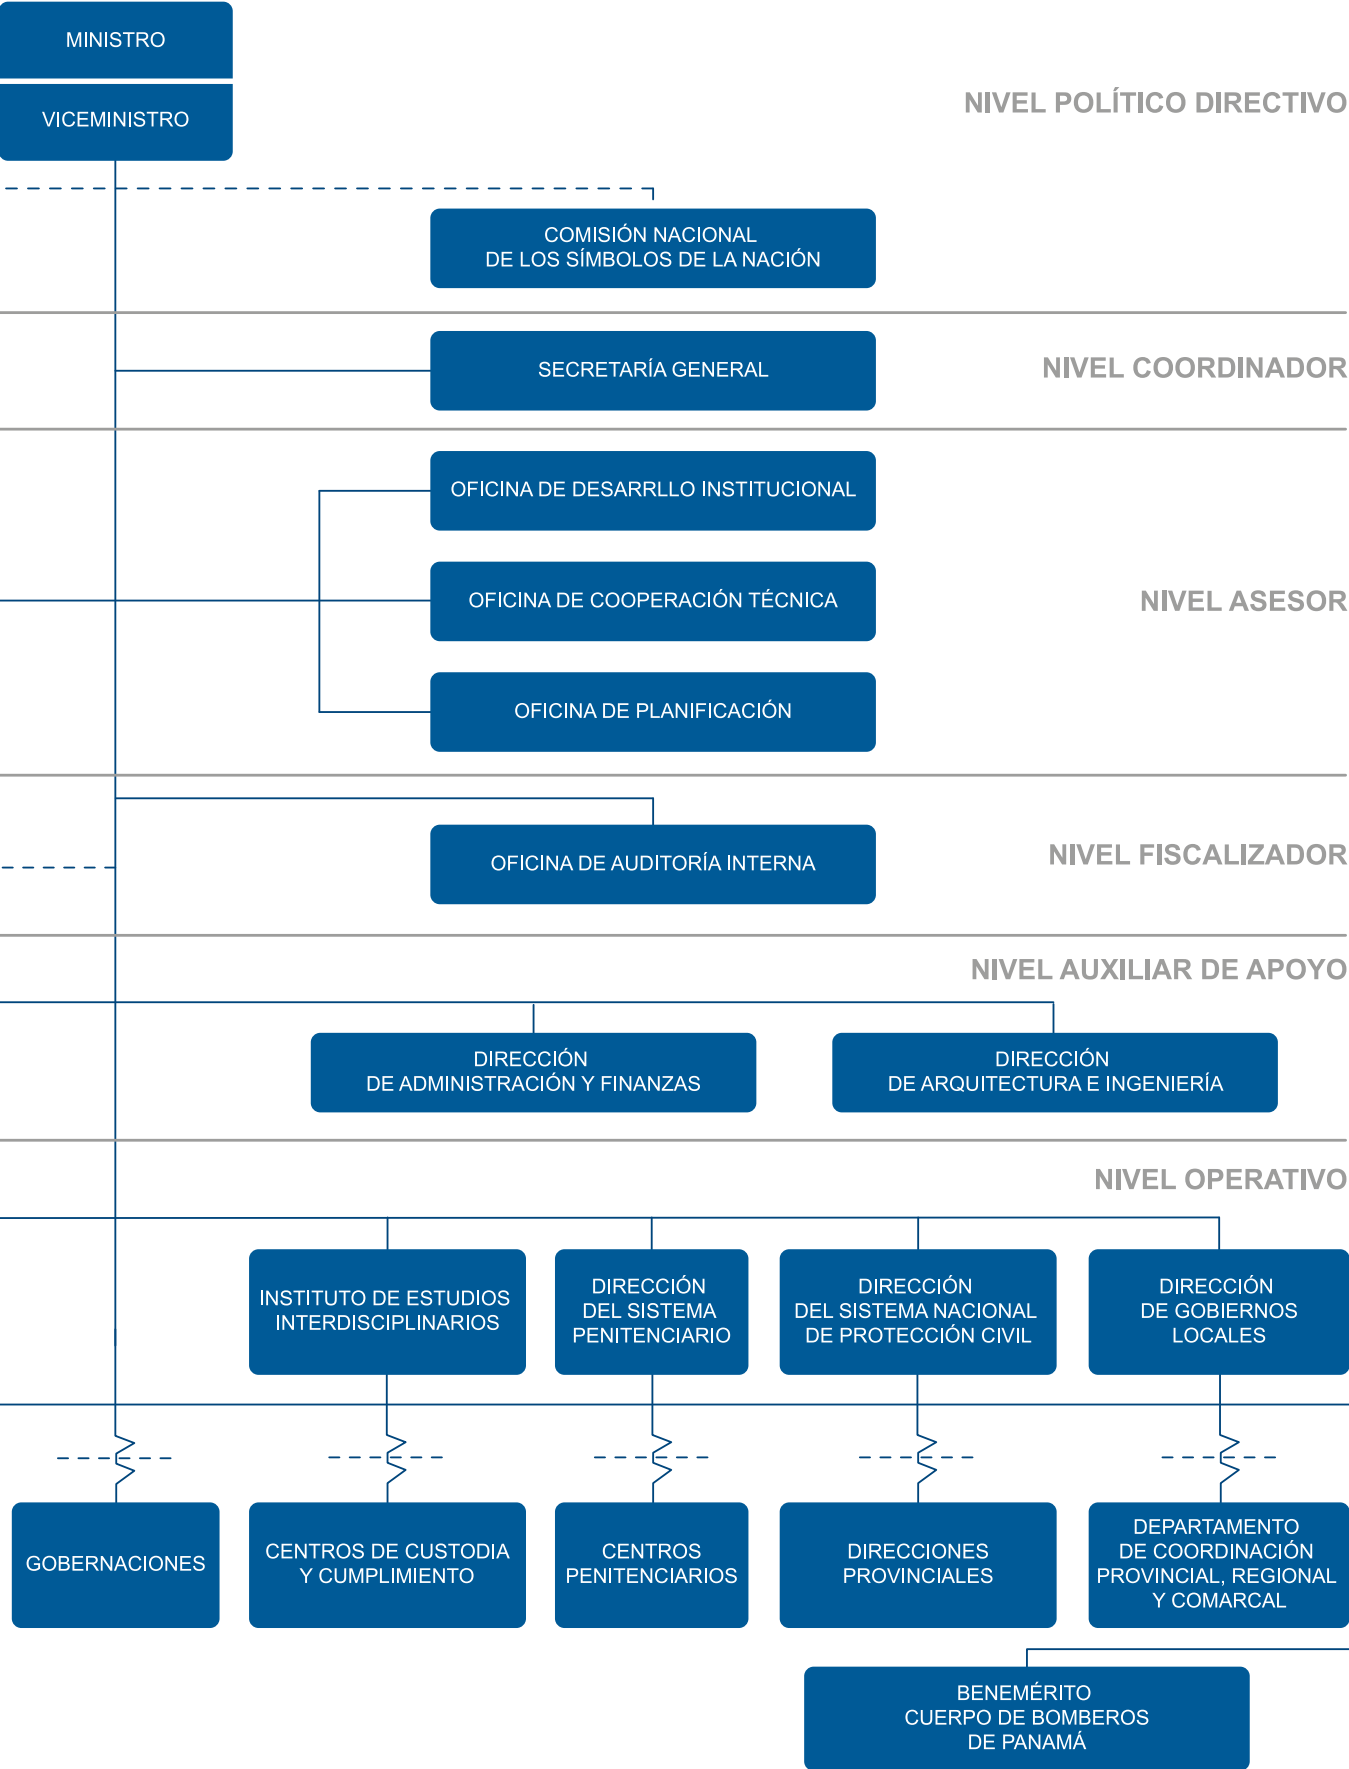 MINISTRO
VICEMINISTRO
NIVEL POLÍTICO DIRECTIVO
COMISIÓN NACIONAL
DE LOS SÍMBOLOS DE LA NACIÓN
SECRETARÍA GENERAL
NIVEL COORDINADOR
OFICINA DE DESARRLLO INSTITUCIONAL
OFICINA DE COOPERACIÓN TÉCNICA
NIVEL ASESOR
OFICINA DE PLANIFICACIÓN
OFICINA DE AUDITORÍA INTERNA
NIVEL FISCALIZADOR
NIVEL AUXILIAR DE APOYO
DIRECCIÓN
DE ADMINISTRACIÓN Y FINANZAS
DIRECCIÓN
DE ARQUITECTURA E INGENIERÍA
NIVEL OPERATIVO
INSTITUTO DE ESTUDIOS
INTERDISCIPLINARIOS
DIRECCIÓN
DEL SISTEMA
PENITENCIARIO
DIRECCIÓN
DEL SISTEMA NACIONAL
DE PROTECCIÓN CIVIL
DIRECCIÓN
DE GOBIERNOS
LOCALES
GOBERNACIONES
CENTROS DE CUSTODIA
Y CUMPLIMIENTO
CENTROS
PENITENCIARIOS
DIRECCIONES
PROVINCIALES
DEPARTAMENTO
DE COORDINACIÓN
PROVINCIAL, REGIONAL
Y COMARCAL
BENEMÉRITO
CUERPO DE BOMBEROS
DE PANAMÁ